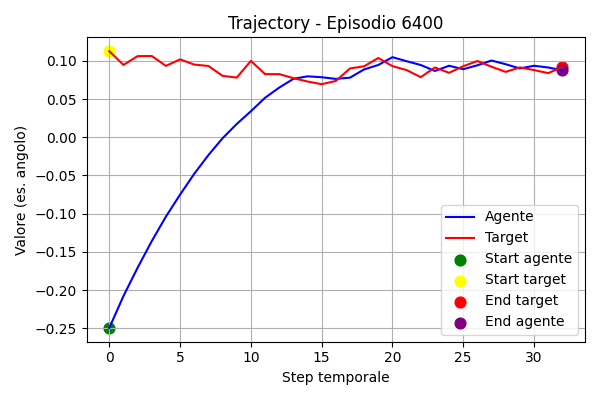 Trajectory - Episodio 6400
Valore (es. angolo)
0.10
0.05
0.00
−0.05
−0.10
−0.15
−0.20
−0.25
0
5
10
15
20
25
30
Step temporale
Agente
Target
Start agente
Start target
End target
End agente